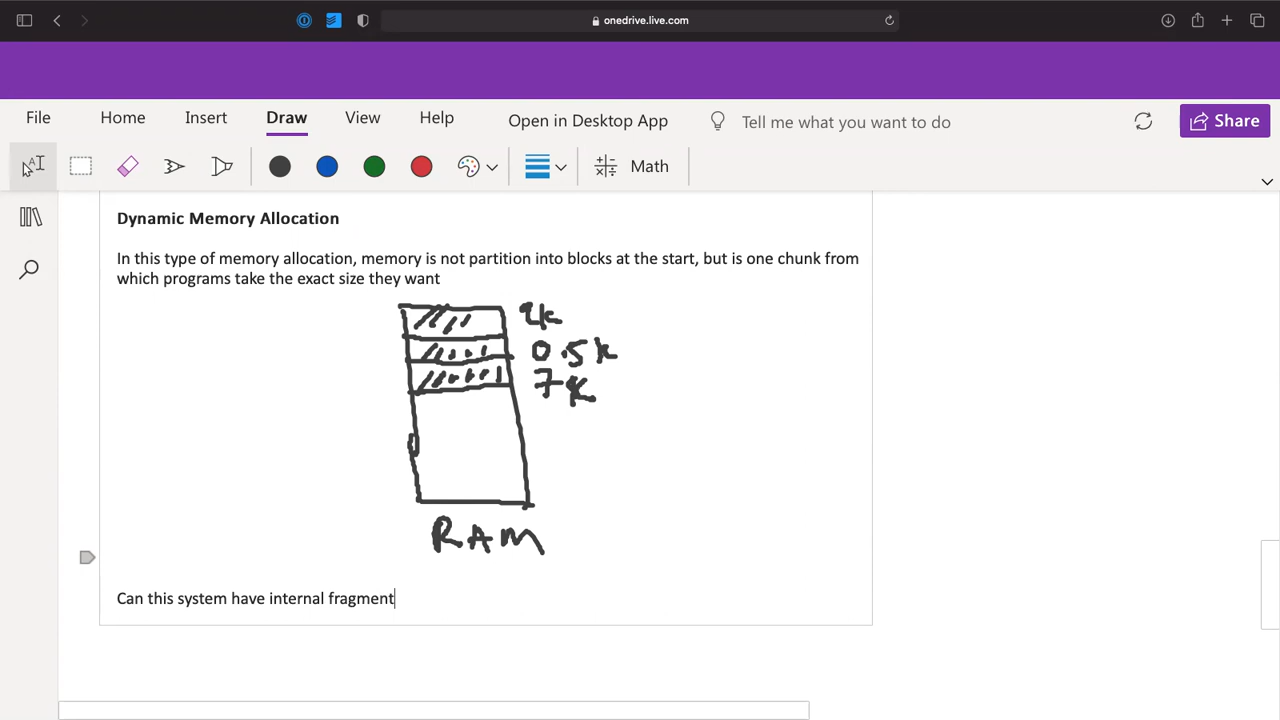 onedrive.live.com
File Home Insert Draw View Help Open in Desktop App Tell me what you want to do Share
Math
Dynamic Memory Allocation
In this type of memory allocation, memory is not partition into blocks at the start, but is one chunk from
which programs take the exact size they want
0.5k
7k
RAM
Can this system have internal fragment